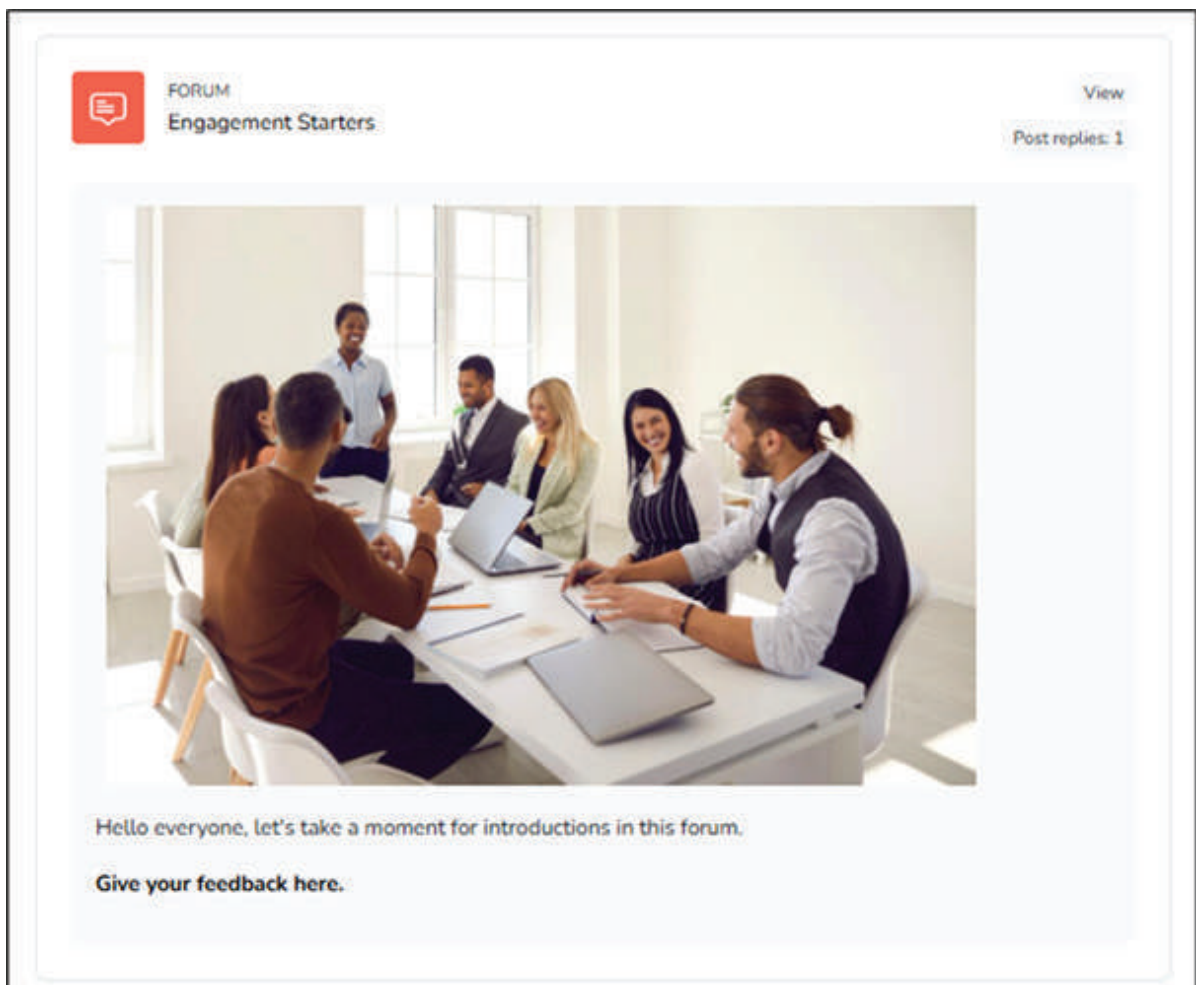 FORUM
Engagement Starters
View
Post replies: 1
Hello everyone, let's take a moment for introductions in this forum.
Give your feedback here.